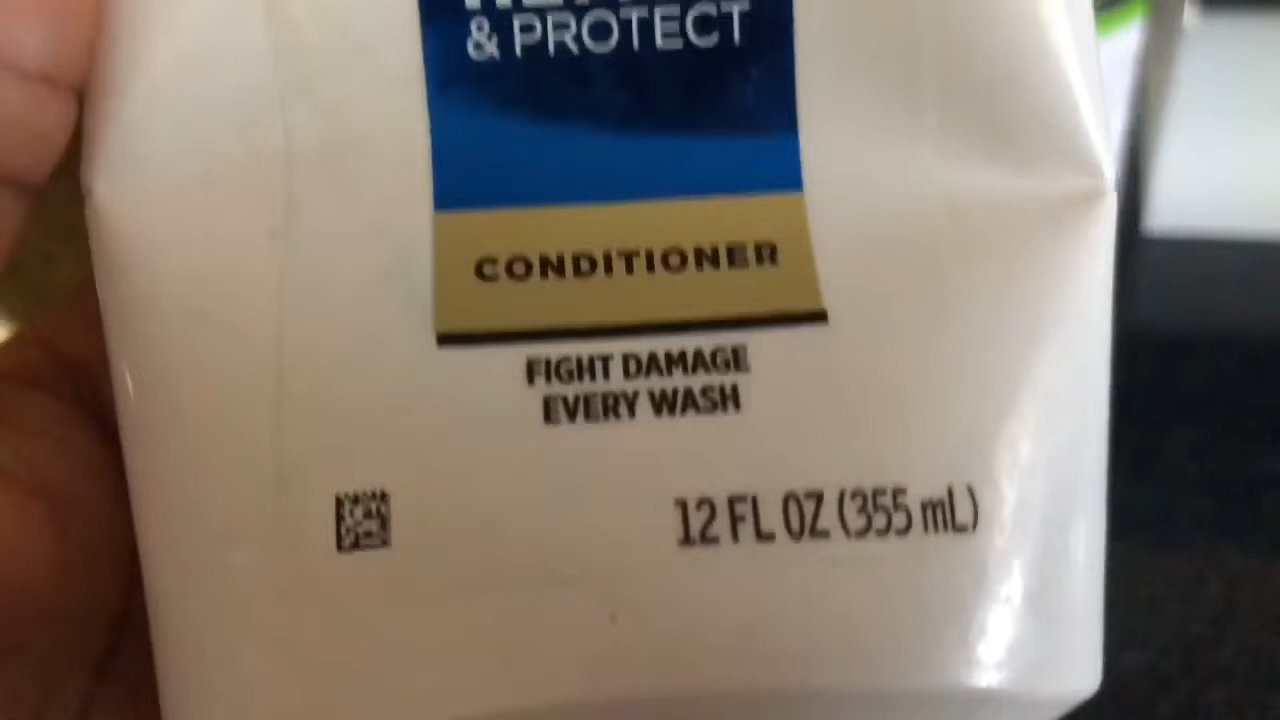 & PROTECT
CONDITIONER
FIGHT DAMAGE
EVERY WASH
12 FL OZ (355 mL)